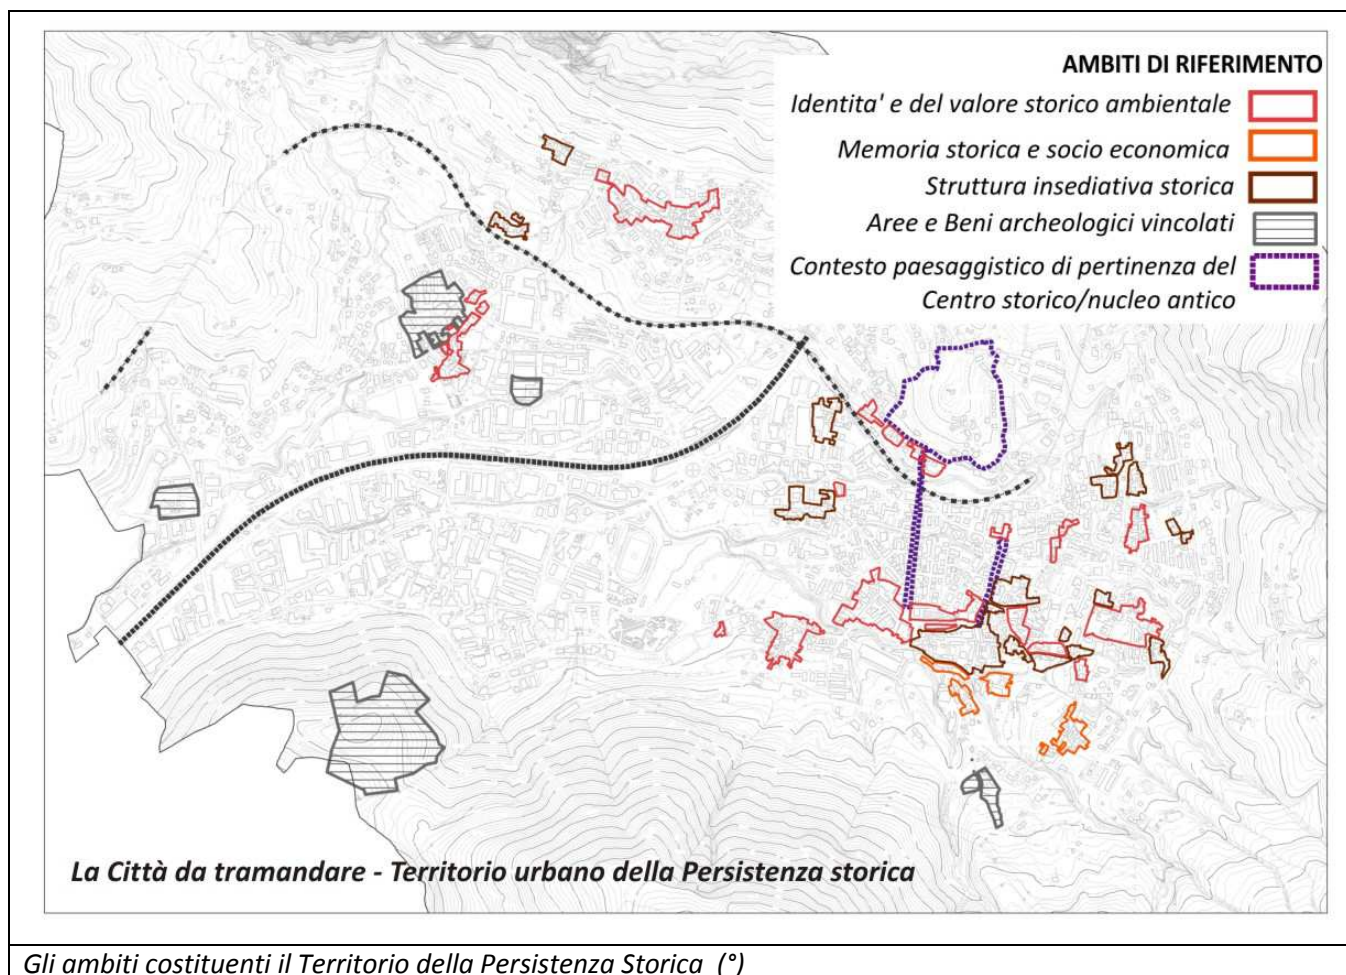 AMBITI DI RIFERIMENTO
Identita' e del valore storico ambientale
Memoria storica e socio economica
Struttura insediativa storica
Aree e Beni archeologici vincolati
Contesto paesaggistico di pertinenza del
Centro storico/nucleo antico
La Città da tramandare - Territorio urbano della Persistenza storica
Gli ambiti costituenti il Territorio della Persistenza Storica (°)